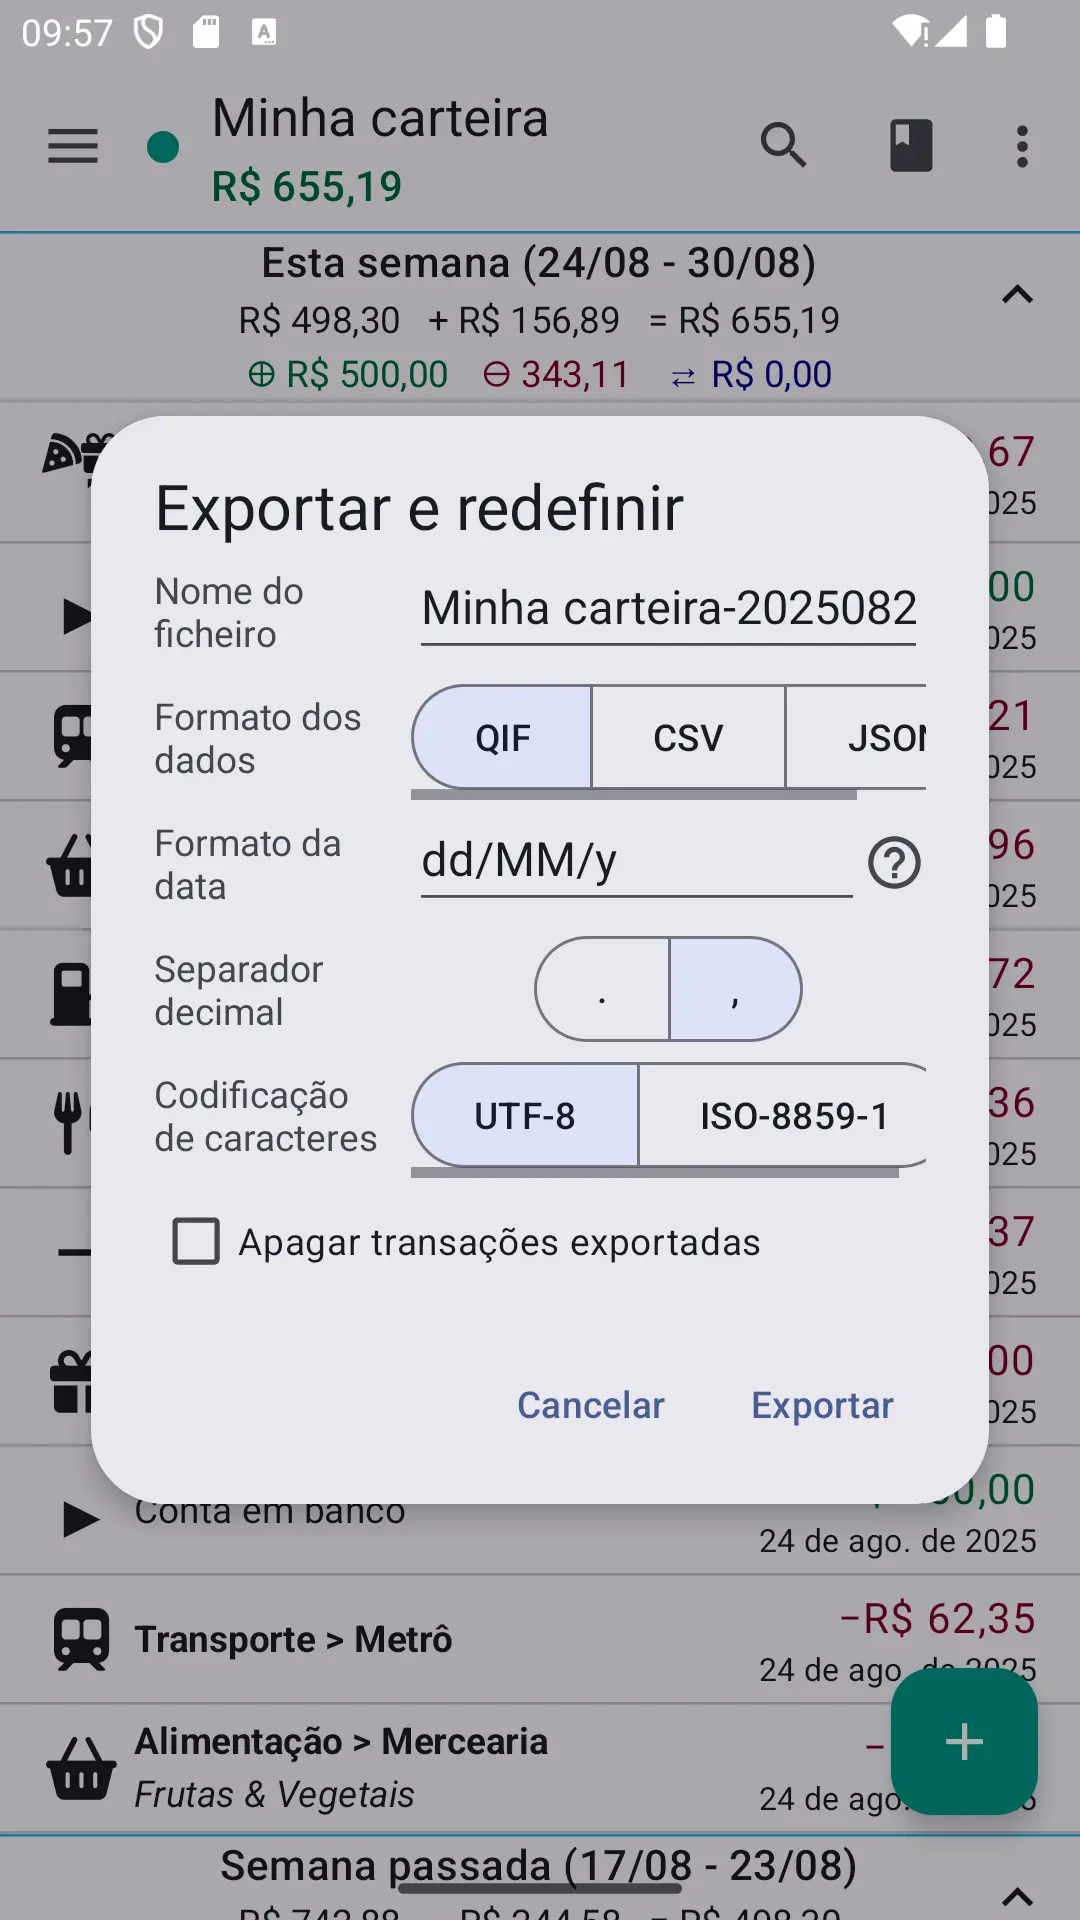 09:57
Minha carteira
R$ 655,19
Esta semana (24/08 - 30/08)
R$ 498,30 + R$ 156,89 = R$ 655,19
⊕ R$ 500,00 ⊖ 343,11 ⇄ R$ 0,00
67
025
Exportar e redefinir
Nome do ficheiro
Minha carteira-2025082
00
025
Formato dos dados
QIF
CSV
JSON
21
025
Formato da data
dd/MM/y
96
025
Separador decimal
.
,
72
025
Codificação de caracteres
UTF-8
ISO-8859-1
36
025
Apagar transações exportadas
37
025
00
025
Cancelar
Exportar
Conta em banco
0,00
24 de ago. de 2025
Transporte > Metrô
−R$ 62,35
24 de ago. de 2025
Alimentação > Mercearia
−
Frutas & Vegetais
24 de ago.
Semana passada (17/08 - 23/08)
R$ 742,88 − R$ 244,58 = R$ 498,30